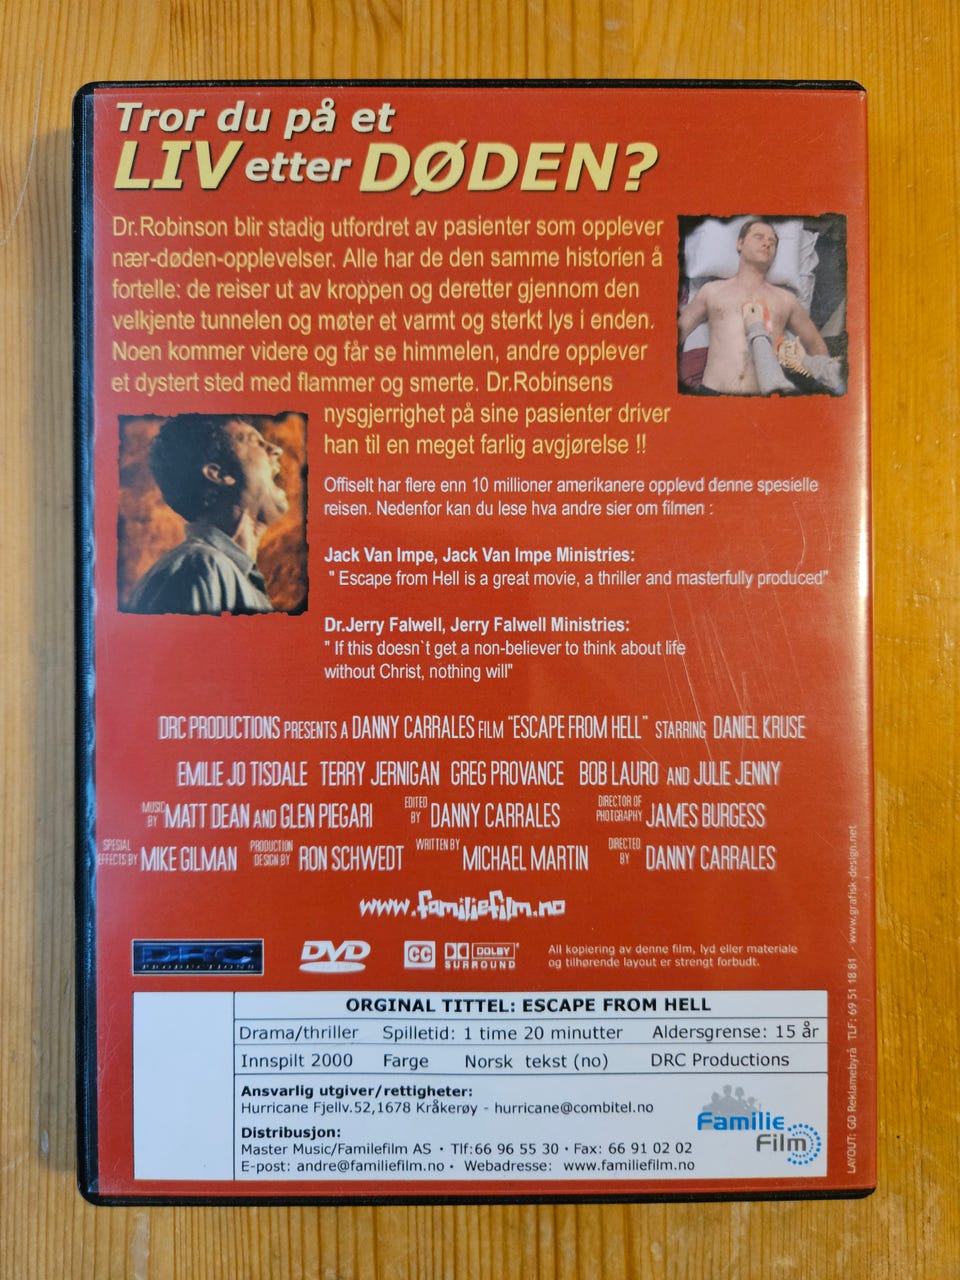 Tror du på et
LIV etter DØDEN?
Dr.Robinson blir stadig utfordret av pasienter som opplever
nær-døden-opplevelser. Alle har de den samme historien å
fortelle: de reiser ut av kroppen og deretter gjennom den
velkjente tunnelen og møter et varmt og sterkt lys i enden.
Noen kommer videre og får se himmelen, andre opplever
et dystert sted med flammer og smerte. Dr.Robinsens
nysgjerrighet på sine pasienter driver
han til en meget farlig avgjørelse !!
Offiselt har flere enn 10 millioner amerikanere opplevd denne spesielle
reisen. Nedenfor kan du lese hva andre sier om filmen :
Jack Van Impe, Jack Van Impe Ministries:
" Escape from Hell is a great movie, a thriller and masterfully produced"
Dr.Jerry Falwell, Jerry Falwell Ministries:
" If this doesn`t get a non-believer to think about life
without Christ, nothing will"
DRC PRODUCTIONS PRESENTS A DANNY CARRALES FILM "ESCAPE FROM HELL" STARRING DANIEL KRUSE
EMILIE JO TISDALE TERRY JERNIGAN GREG PROVANCE BOB LAURO AND JULIE JENNY
MUSIC BY MATT DEAN AND GLEN PIEGARI EDITED BY DANNY CARRALES DIRECTOR OF PHOTGRAPHY JAMES BURGESS
SPESIAL EFFECTS BY MIKE GILMAN PRODUCTION DESIGN BY RON SCHWEDT WRITTEN BY MICHAEL MARTIN DIRECTED BY DANNY CARRALES
www.familiefilm.no
DRC PRODUCTIONS
DVD VIDEO
CC
DOLBY SURROUND
All kopiering av denne film, lyd eller materiale
og tilhørende layout er strengt forbudt.
ORGINAL TITTEL: ESCAPE FROM HELL
Drama/thriller Spilletid: 1 time 20 minutter Aldersgrense: 15 år
Innspilt 2000 Farge Norsk tekst (no) DRC Productions
Ansvarlig utgiver/rettigheter:
Hurricane Fjellv.52,1678 Kråkerøy - hurricane@combitel.no
Distribusjon:
Master Music/Familefilm AS • Tlf:66 96 55 30 • Fax: 66 91 02 02
E-post: andre@familiefilm.no • Webadresse: www.familiefilm.no
Familie
Film
LAYOUT: GD Reklamebyrå TLF: 69 51 18 81 - www.grafisk-design.net